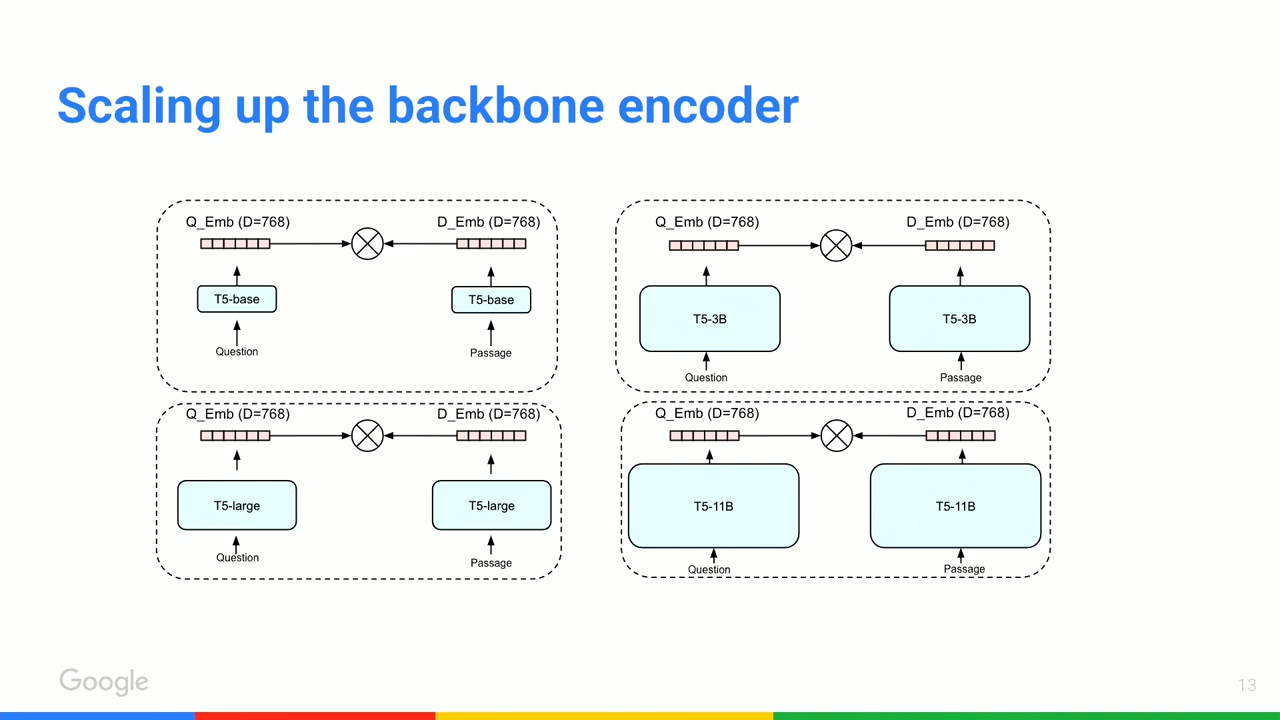 Scaling up the backbone encoder
Q_Emb (D=768)
D_Emb (D=768)
T5-base
T5-base
Question
Passage
Q_Emb (D=768)
D_Emb (D=768)
T5-3B
T5-3B
Question
Passage
Q_Emb (D=768)
D_Emb (D=768)
T5-large
T5-large
Question
Passage
Q_Emb (D=768)
D_Emb (D=768)
T5-11B
T5-11B
Question
Passage
Google
13